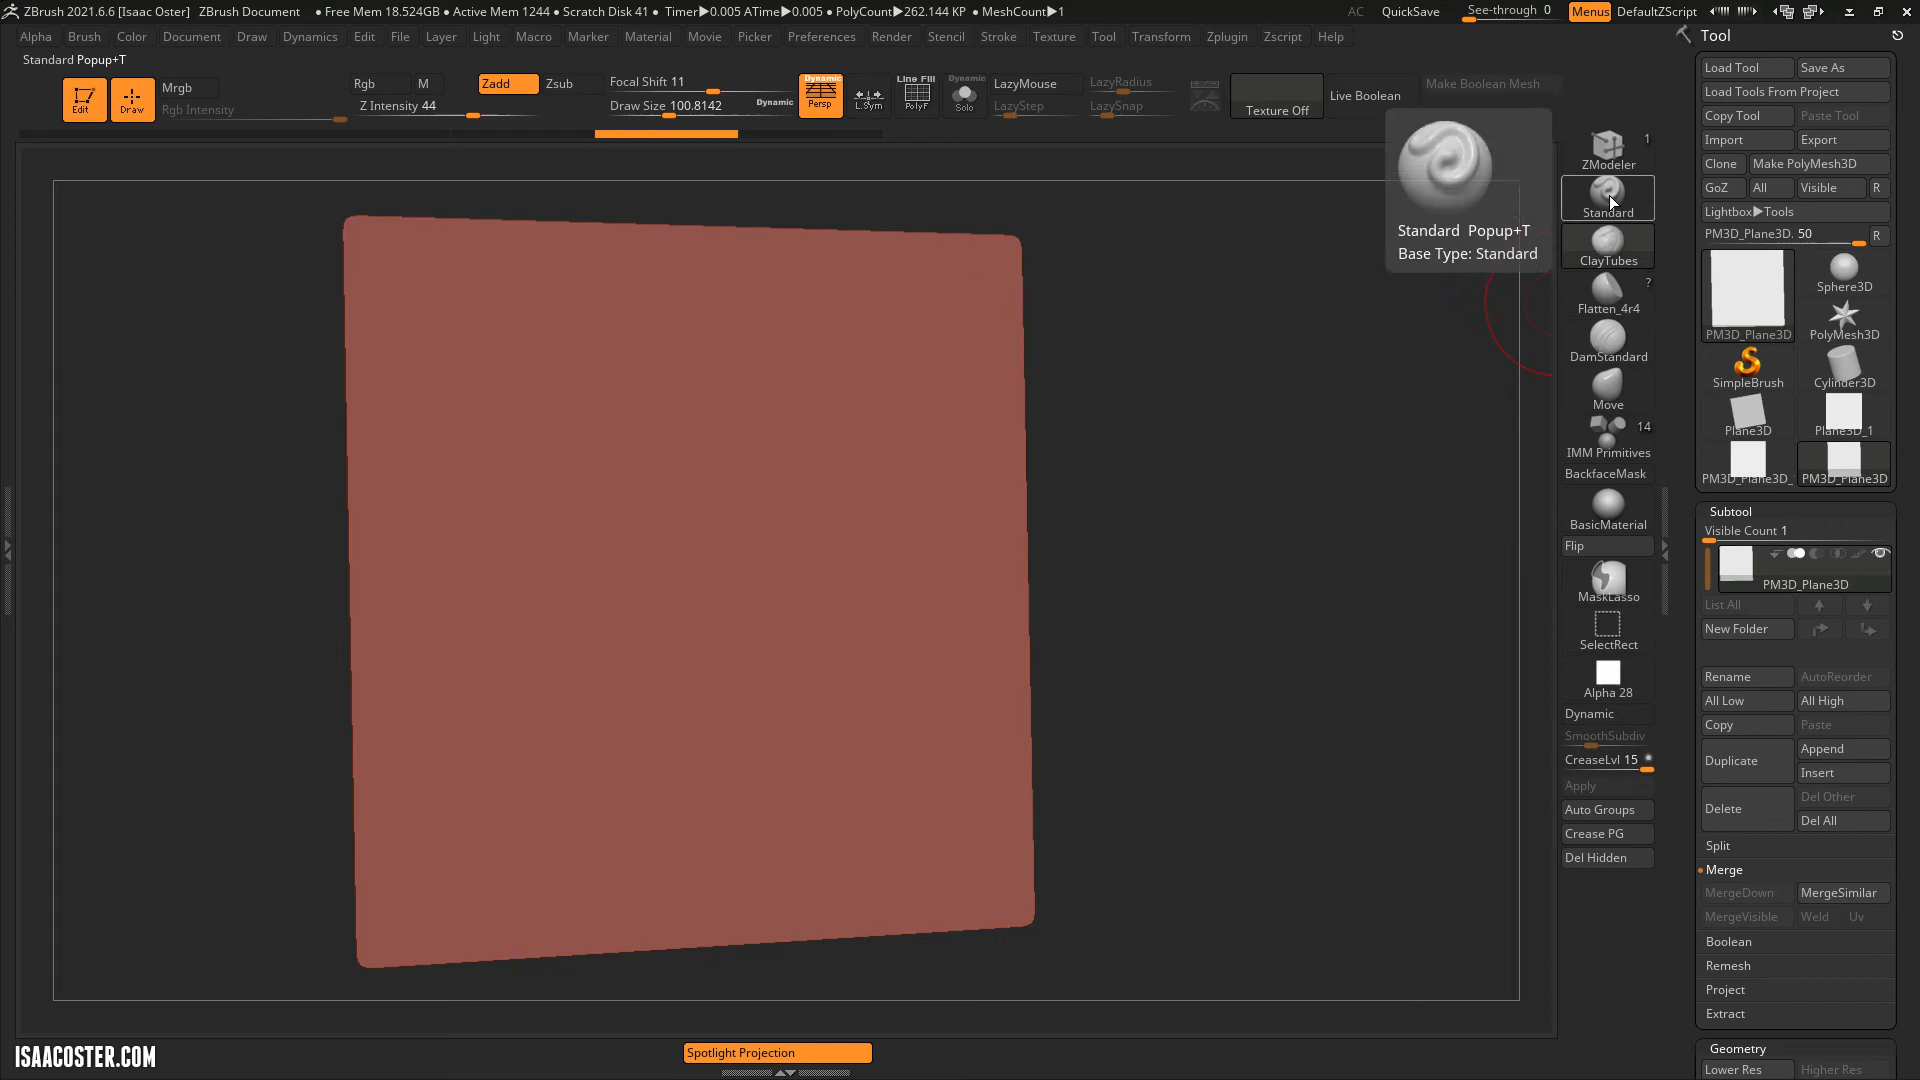 ZBrush 2021.6.6 [Isaac Oster] ZBrush Document • Free Mem 18.524GB • Active Mem 1244 • Scratch Disk 41 • Timer▶0.005 ATime▶0.005 • PolyCount▶262.144 KP • MeshCount▶1 AC QuickSave See-through 0 Menus DefaultZScript
Alpha Brush Color Document Draw Dynamics Edit File Layer Light Macro Marker Material Movie Picker Preferences Render Stencil Stroke Texture Tool Transform Zplugin Zscript Help
Standard Popup+T
Edit
Draw
Mrgb
Rgb Intensity
Rgb
M
Zadd
Zsub
Z Intensity 44
Focal Shift 11
Draw Size 100.8142
Dynamic
Dynamic
Persp
L.Sym
Line Fill
PolyF
Dynamic
Solo
LazyMouse
LazyStep
LazyRadius
LazySnap
Texture Off
Live Boolean
Make Boolean Mesh
Standard Popup+T
Base Type: Standard
1
ZModeler
Standard
ClayTubes
?
Flatten_4r4
DamStandard
Move
14
IMM Primitives
BackfaceMask
BasicMaterial
Flip
MaskLasso
SelectRect
Alpha 28
Dynamic
SmoothSubdiv
CreaseLvl 15
Apply
Auto Groups
Crease PG
Del Hidden
Tool
Load Tool Save As
Load Tools From Project
Copy Tool Paste Tool
Import Export
Clone Make PolyMesh3D
GoZ All Visible R
Lightbox▶Tools
PM3D_Plane3D. 50 R
PM3D_Plane3D
Sphere3D
PolyMesh3D
SimpleBrush Cylinder3D
Plane3D Plane3D_1
PM3D_Plane3D_ PM3D_Plane3D
Subtool
Visible Count 1
PM3D_Plane3D
List All
New Folder
Rename AutoReorder
All Low All High
Copy Paste
Duplicate
Append
Insert
Delete
Del Other
Del All
Split
Merge
MergeDown MergeSimilar
MergeVisible Weld Uv
Boolean
Remesh
Project
Extract
Geometry
Lower Res Higher Res
Spotlight Projection
ISAACOSTER.COM